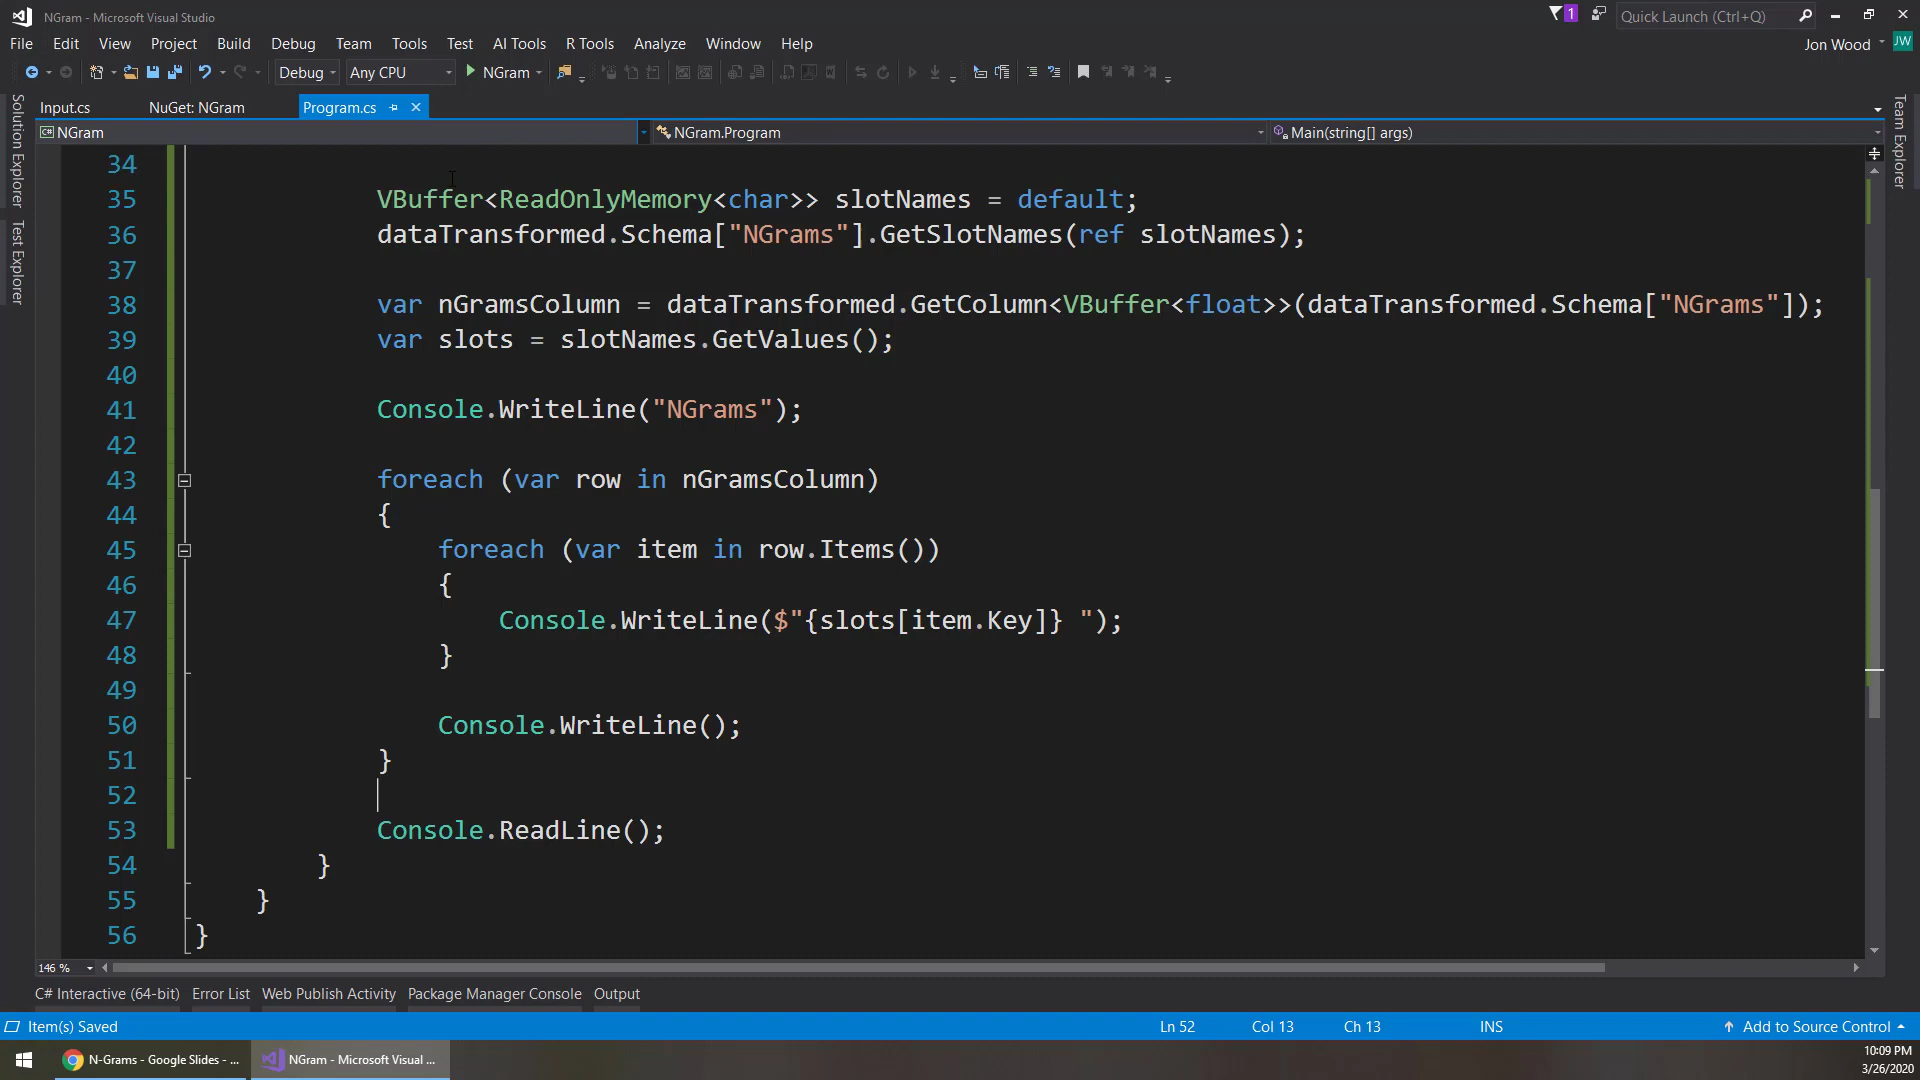 NGram - Microsoft Visual Studio
1
Quick Launch (Ctrl+Q)
File Edit View Project Build Debug Team Tools Test AI Tools R Tools Analyze Window Help
Jon Wood JW
Debug Any CPU NGram
Input.cs NuGet: NGram Program.cs
C# NGram NGram.Program Main(string[] args)
Solution Explorer
Test Explorer
Team Explorer
34
35 VBuffer<ReadOnlyMemory<char>> slotNames = default;
36 dataTransformed.Schema["NGrams"].GetSlotNames(ref slotNames);
37
38 var nGramsColumn = dataTransformed.GetColumn<VBuffer<float>>(dataTransformed.Schema["NGrams"]);
39 var slots = slotNames.GetValues();
40
41 Console.WriteLine("NGrams");
42
43 foreach (var row in nGramsColumn)
44 {
45 foreach (var item in row.Items())
46 {
47 Console.WriteLine($"{slots[item.Key]} ");
48 }
49
50 Console.WriteLine();
51 }
52
53 Console.ReadLine();
54 }
55 }
56 }
146 %
C# Interactive (64-bit) Error List Web Publish Activity Package Manager Console Output
Item(s) Saved Ln 52 Col 13 Ch 13 INS Add to Source Control
N-Grams - Google Slides - ... NGram - Microsoft Visual ... 10:09 PM
3/26/2020